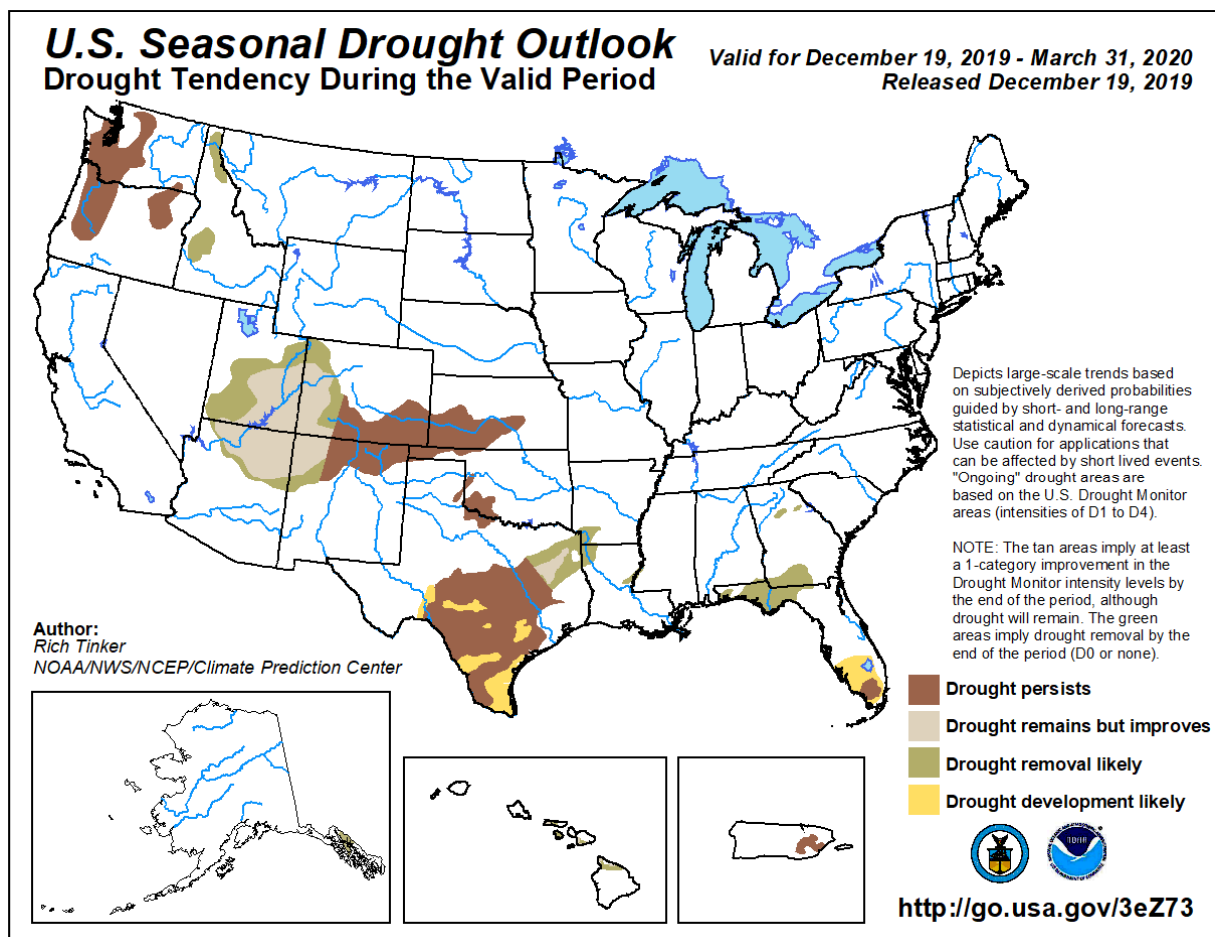 U.S. Seasonal Drought Outlook
Drought Tendency During the Valid Period
Valid for December 19, 2019 - March 31, 2020
Released December 19, 2019
Depicts large-scale trends based
on subjectively derived probabilities
guided by short- and long-range
statistical and dynamical forecasts.
Use caution for applications that
can be affected by short lived events.
"Ongoing" drought areas are
based on the U.S. Drought Monitor
areas (intensities of D1 to D4).
NOTE: The tan areas imply at least
a 1-category improvement in the
Drought Monitor intensity levels by
the end of the period, although
drought will remain. The green
areas imply drought removal by the
end of the period (D0 or none).
Author:
Rich Tinker
NOAA/NWS/NCEP/Climate Prediction Center
Drought persists
Drought remains but improves
Drought removal likely
Drought development likely
http://go.usa.gov/3eZ73